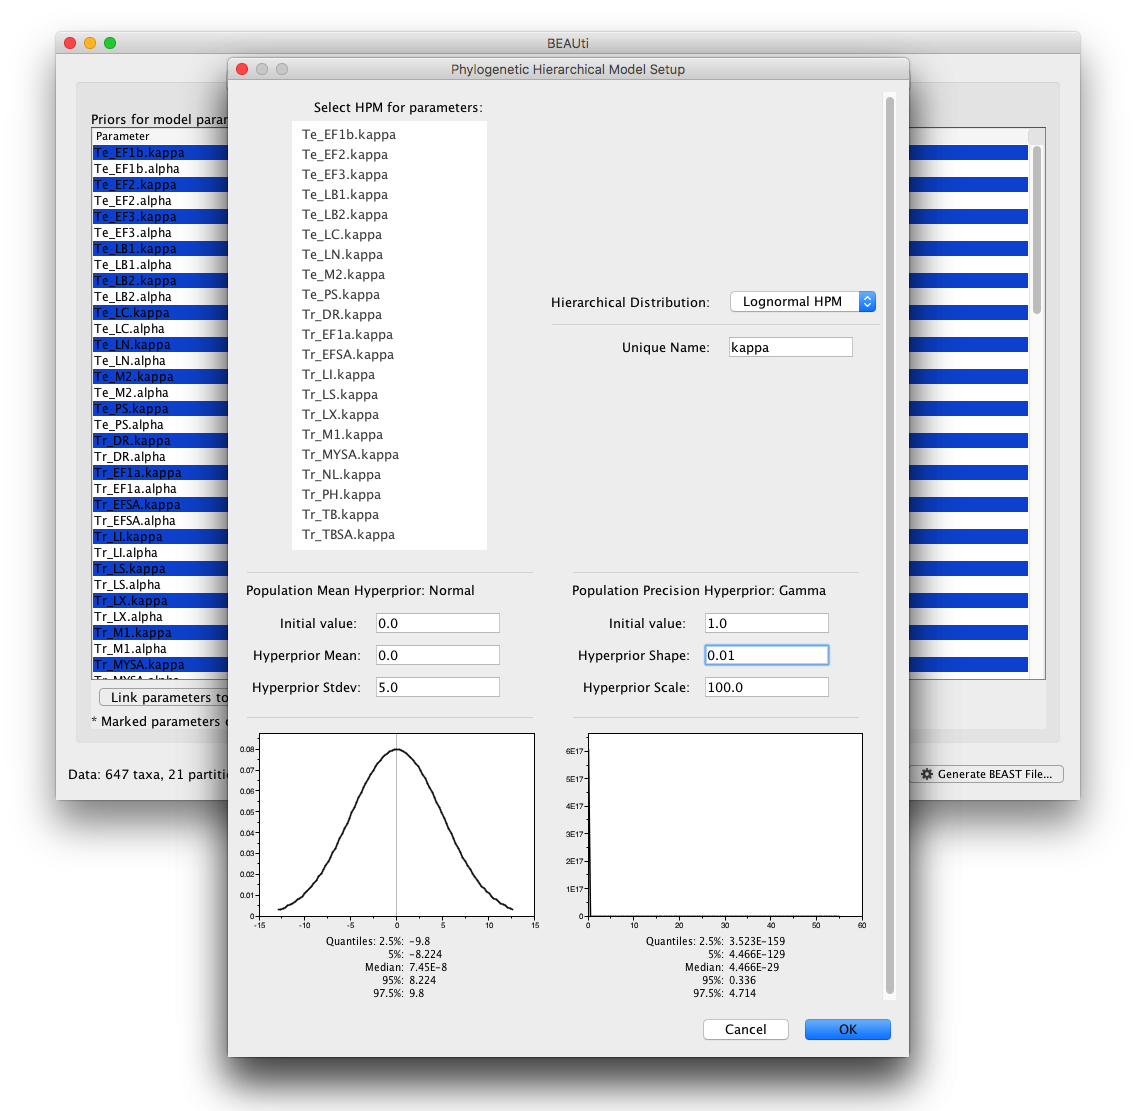 BEAUti
Phylogenetic Hierarchical Model Setup
Priors for model parar
Parameter
Te_EF1b.kappa
Te_EF1b.alpha
Te_EF2.kappa
Te_EF2.alpha
Te_EF3.kappa
Te_EF3.alpha
Te_LB1.kappa
Te_LB1.alpha
Te_LB2.kappa
Te_LB2.alpha
Te_LC.kappa
Te_LC.alpha
Te_LN.kappa
Te_LN.alpha
Te_M2.kappa
Te_M2.alpha
Te_PS.kappa
Te_PS.alpha
Tr_DR.kappa
Tr_DR.alpha
Tr_EF1a.kappa
Tr_EF1a.alpha
Tr_EFSA.kappa
Tr_EFSA.alpha
Tr_LI.kappa
Tr_LI.alpha
Tr_LS.kappa
Tr_LS.alpha
Tr_LX.kappa
Tr_LX.alpha
Tr_M1.kappa
Tr_M1.alpha
Tr_MYSA.kappa
Tr_MYSA.alpha
Link parameters to
* Marked parameters
Data: 647 taxa, 21 partiti
Generate BEAST File...
Select HPM for parameters:
Te_EF1b.kappa
Te_EF2.kappa
Te_EF3.kappa
Te_LB1.kappa
Te_LB2.kappa
Te_LC.kappa
Te_LN.kappa
Te_M2.kappa
Te_PS.kappa
Tr_DR.kappa
Tr_EF1a.kappa
Tr_EFSA.kappa
Tr_LI.kappa
Tr_LS.kappa
Tr_LX.kappa
Tr_M1.kappa
Tr_MYSA.kappa
Tr_NL.kappa
Tr_PH.kappa
Tr_TB.kappa
Tr_TBSA.kappa
Hierarchical Distribution: Lognormal HPM
Unique Name: kappa
Population Mean Hyperprior: Normal
Initial value: 0.0
Hyperprior Mean: 0.0
Hyperprior Stdev: 5.0
Population Precision Hyperprior: Gamma
Initial value: 1.0
Hyperprior Shape: 0.01
Hyperprior Scale: 100.0
0.08
0.07
0.06
0.05
0.04
0.03
0.02
0.01
0
-15 -10 -5 0 5 10 15
Quantiles: 2.5%: -9.8
5%: -8.224
Median: 7.45E-8
95%: 8.224
97.5%: 9.8
6E17
5E17
4E17
3E17
2E17
1E17
0
0 10 20 30 40 50 60
Quantiles: 2.5%: 3.523E-159
5%: 4.466E-129
Median: 4.466E-29
95%: 0.336
97.5%: 4.714
Cancel
OK